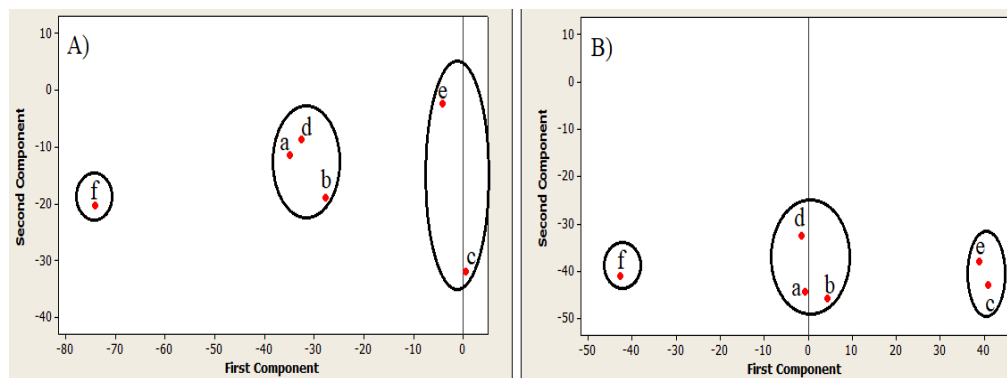 A)
10
0
-10
-20
-30
-40
Second Component
e
d
a
b
f
c
-80 -70 -60 -50 -40 -30 -20 -10 0
First Component
B)
10
0
-10
-20
-30
-40
-50
Second Component
d
e
f
a b
c
-50 -40 -30 -20 -10 0 10 20 30 40
First Component